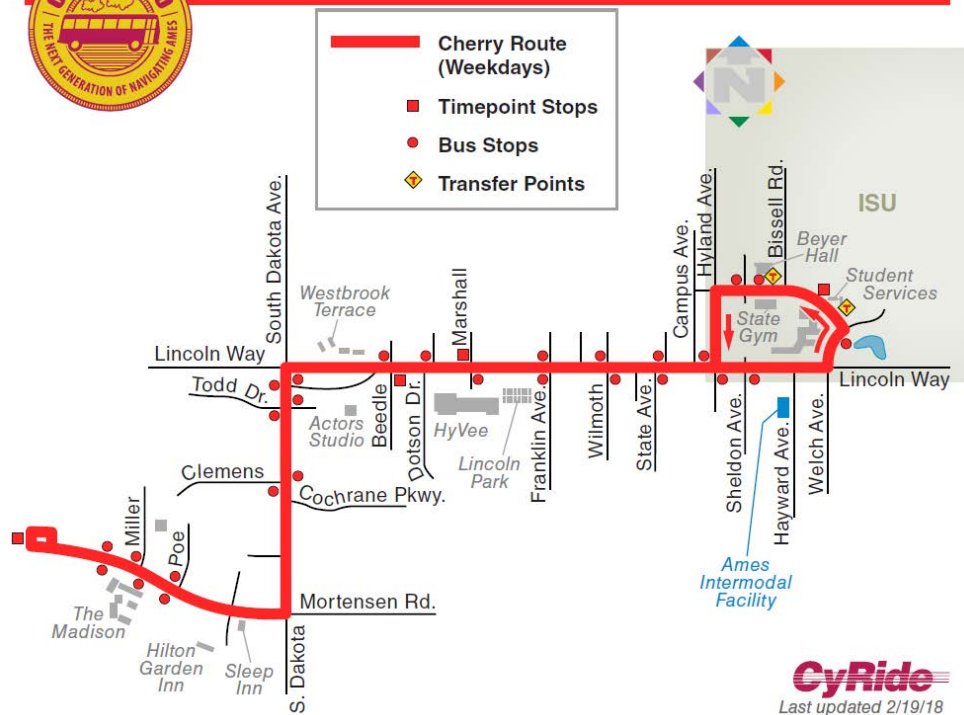 THE NEXT GENERATION OF NAVIGATING AMES
Cherry Route
(Weekdays)
Timepoint Stops
Bus Stops
T Transfer Points
N
ISU
South Dakota Ave.
Campus Ave.
Hyland Ave.
Bissell Rd.
Beyer
Hall
T
Student
Services
T
State
Gym
Westbrook
Terrace
Marshall
Lincoln Way
Lincoln Way
Todd Dr.
Actors
Studio
Beedle
Dotson Dr.
HyVee
Lincoln
Park
Franklin Ave.
Wilmoth
State Ave.
Sheldon Ave.
Hayward Ave.
Welch Ave.
Clemens
Cochrane Pkwy.
Miller
Poe
Ames
Intermodal
Facility
Mortensen Rd.
The
Madison
Hilton
Garden
Inn
Sleep
Inn
S. Dakota
CyRide
Last updated 2/19/18